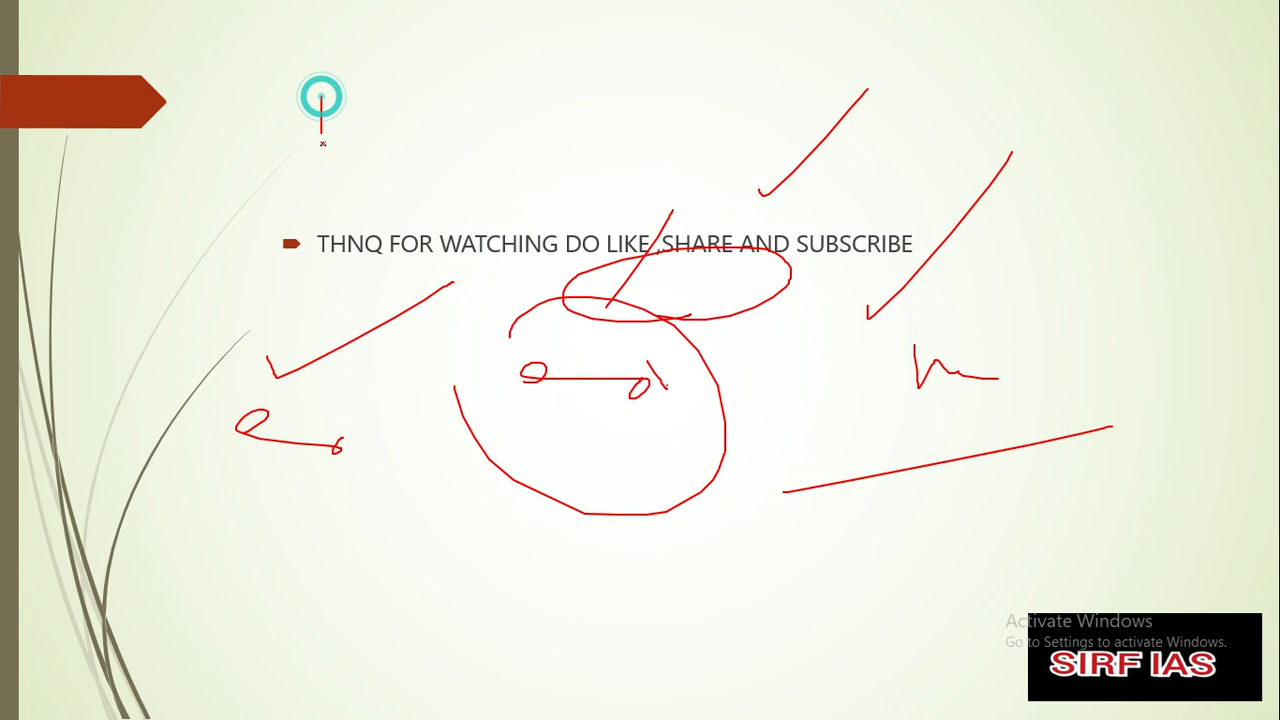 THNQ FOR WATCHING DO LIKE ,SHARE AND SUBSCRIBE
Activate Windows
Go to Settings to activate Windows.
SIRF IAS